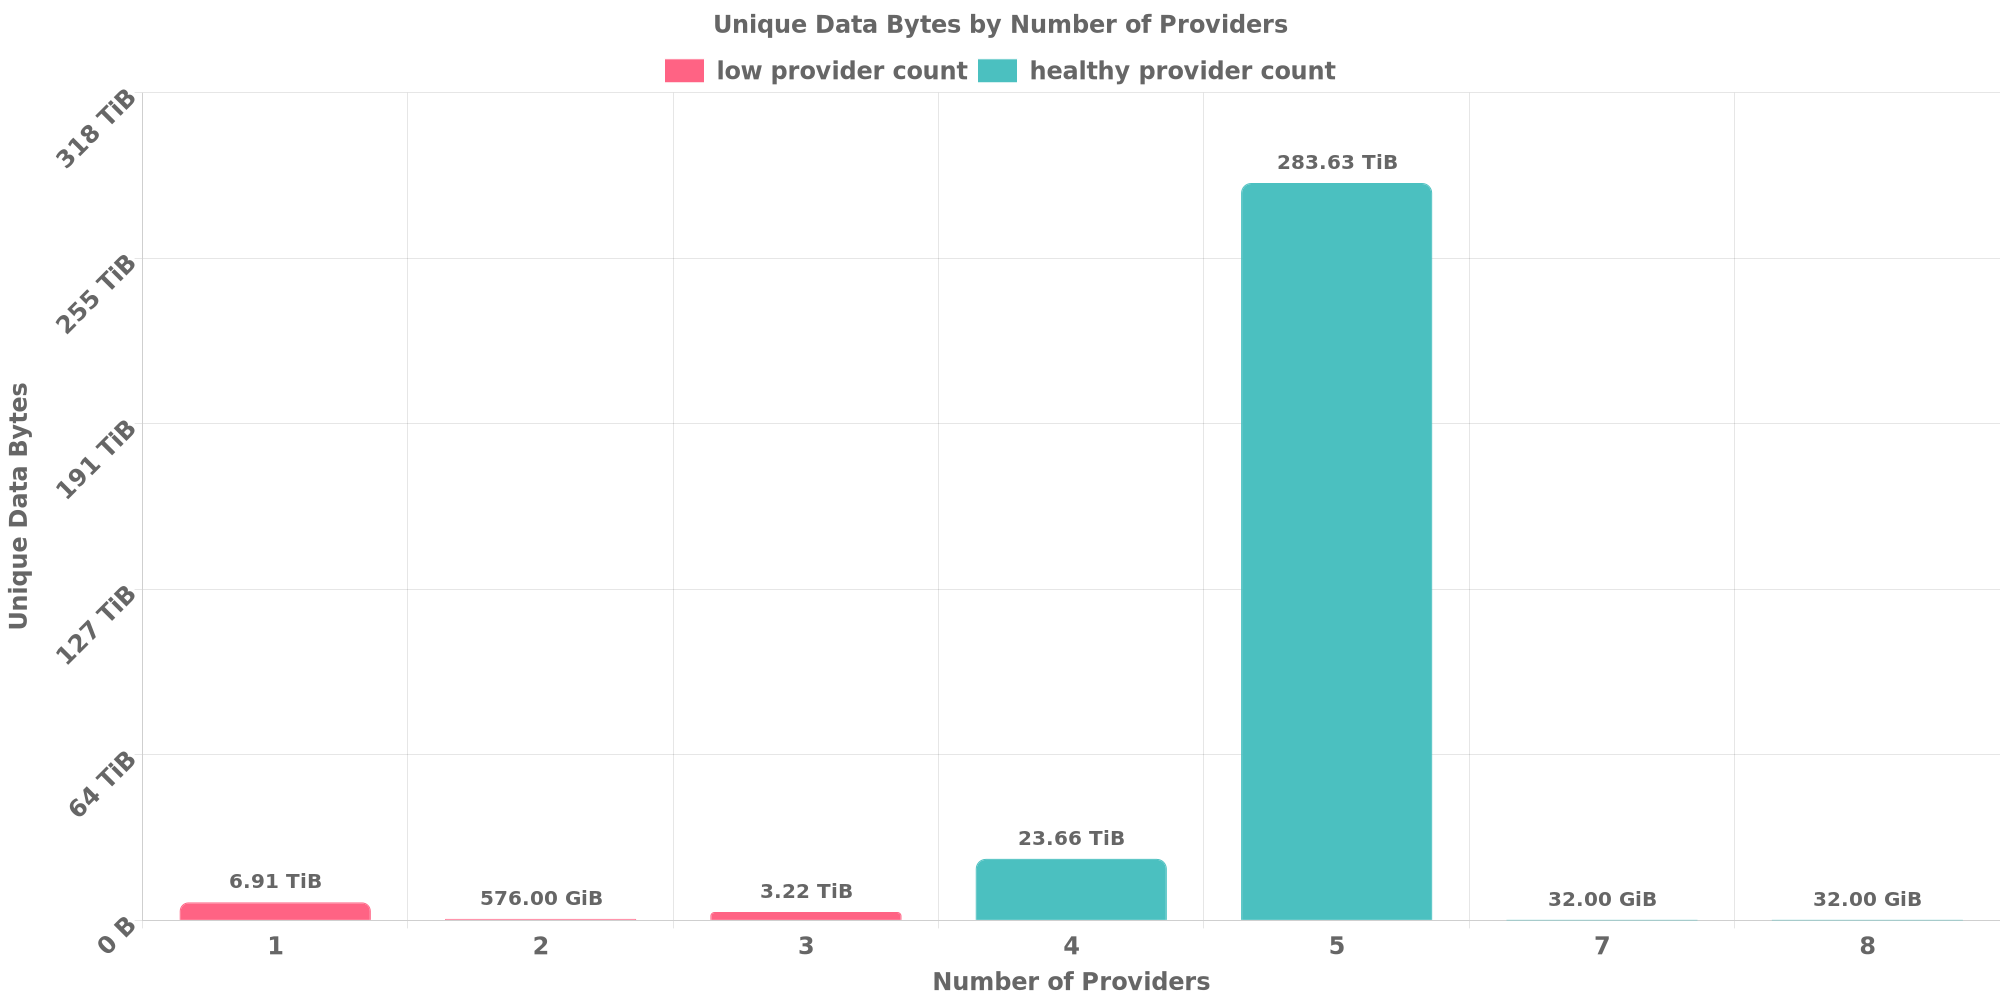 Unique Data Bytes by Number of Providers
low provider count healthy provider count
318 TiB
255 TiB
191 TiB
127 TiB
64 TiB
0 B
Unique Data Bytes
6.91 TiB
576.00 GiB
3.22 TiB
23.66 TiB
283.63 TiB
32.00 GiB
32.00 GiB
1 2 3 4 5 7 8
Number of Providers